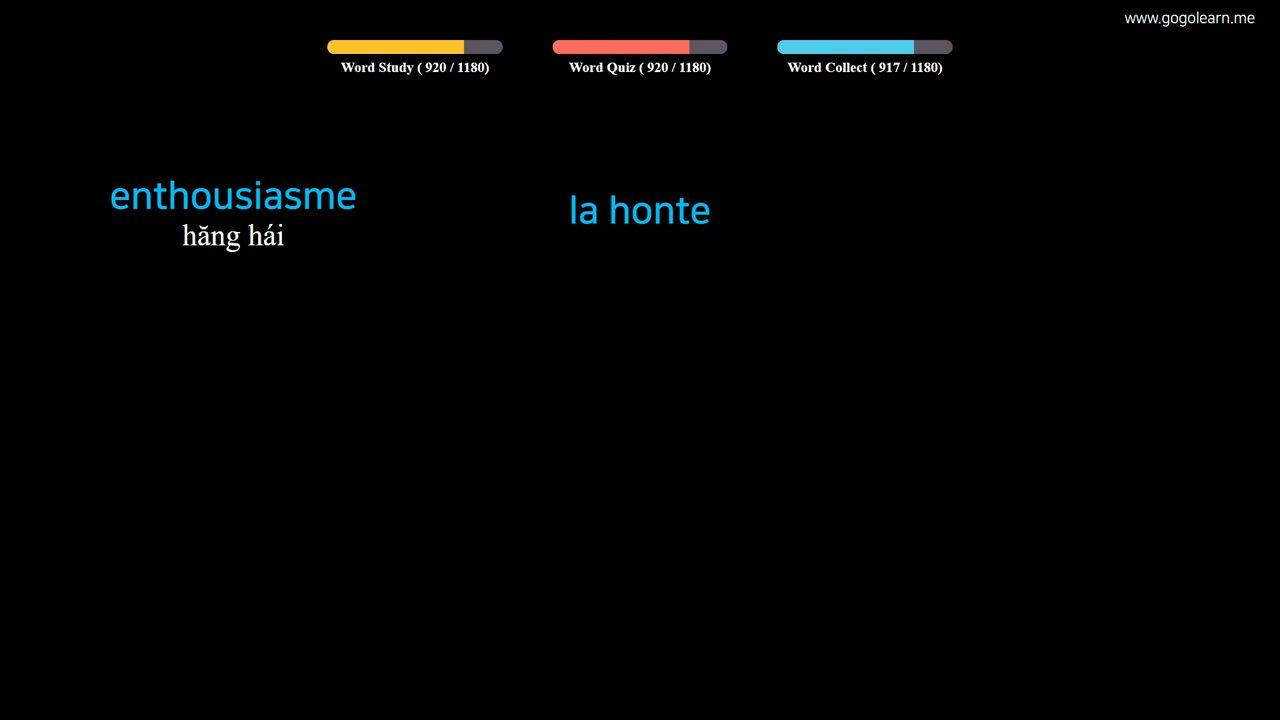 www.gogolearn.me
Word Study ( 920 / 1180)
Word Quiz ( 920 / 1180)
Word Collect ( 917 / 1180)
enthousiasme
hăng hái
la honte